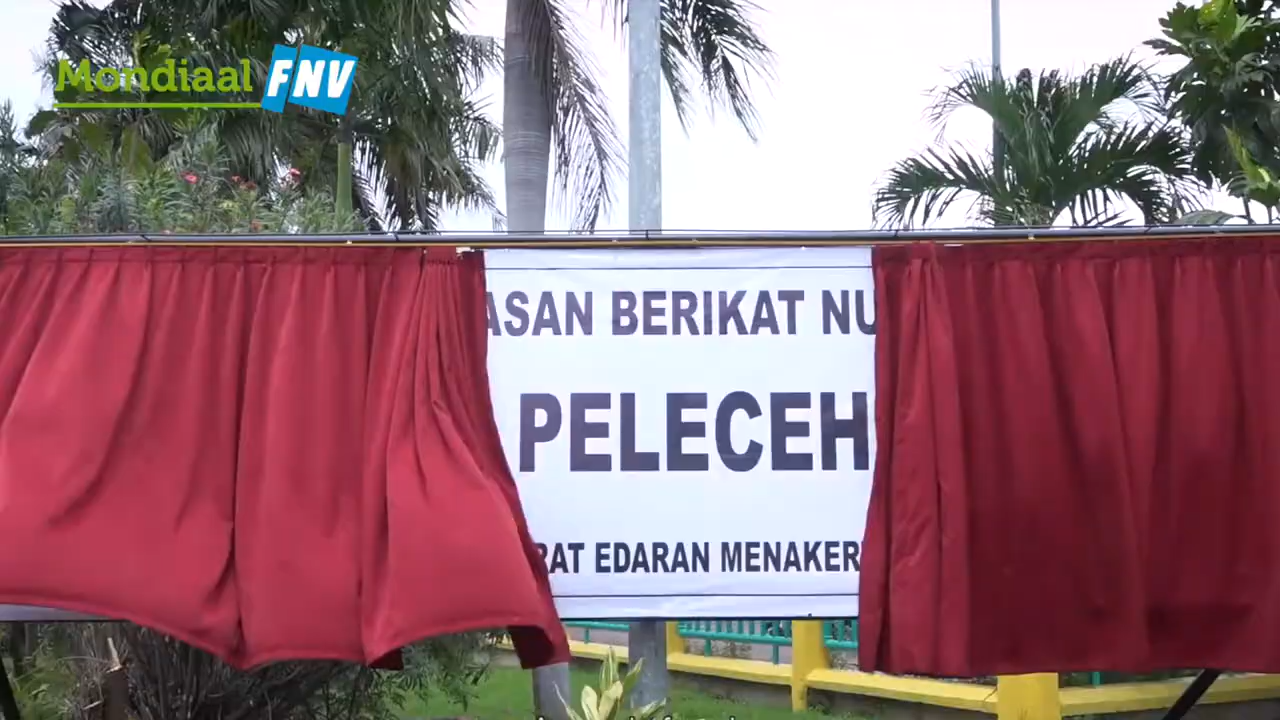 Mondiaal FNV
ASAN BERIKAT NU
PELECEH
RAT EDARAN MENAKER